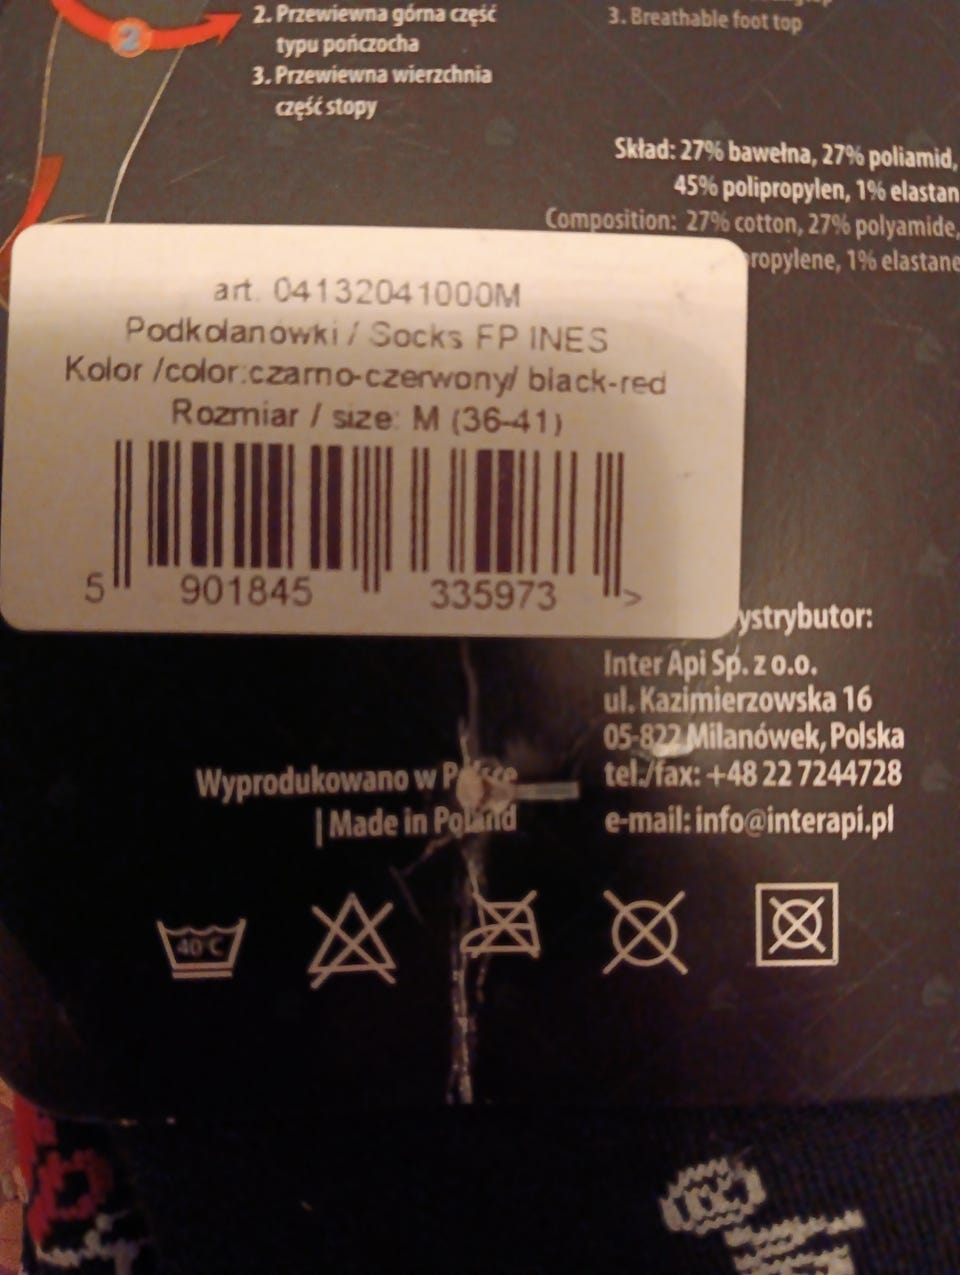 2
2. Przewiewna górna część
typu pończocha
3. Przewiewna wierzchnia
część stopy
3. Breathable foot top
Skład: 27% bawełna, 27% poliamid,
45% polipropylen, 1% elastan
Composition: 27% cotton, 27% polyamide,
ropylene, 1% elastane
art. 04132041000M
Podkolanowki / Socks FP INES
Kolor /color:czarno-czerwony/ black-red
Rozmiar / size: M (36-41)
5 901845 335973 >
ystrybutor:
Inter Api Sp. z o.o.
ul. Kazimierzowska 16
05-822 Milanówek, Polska
tel./fax: +48 22 7244728
e-mail: info@interapi.pl
Wyprodukowano w Polsce
| Made in Poland
40°C